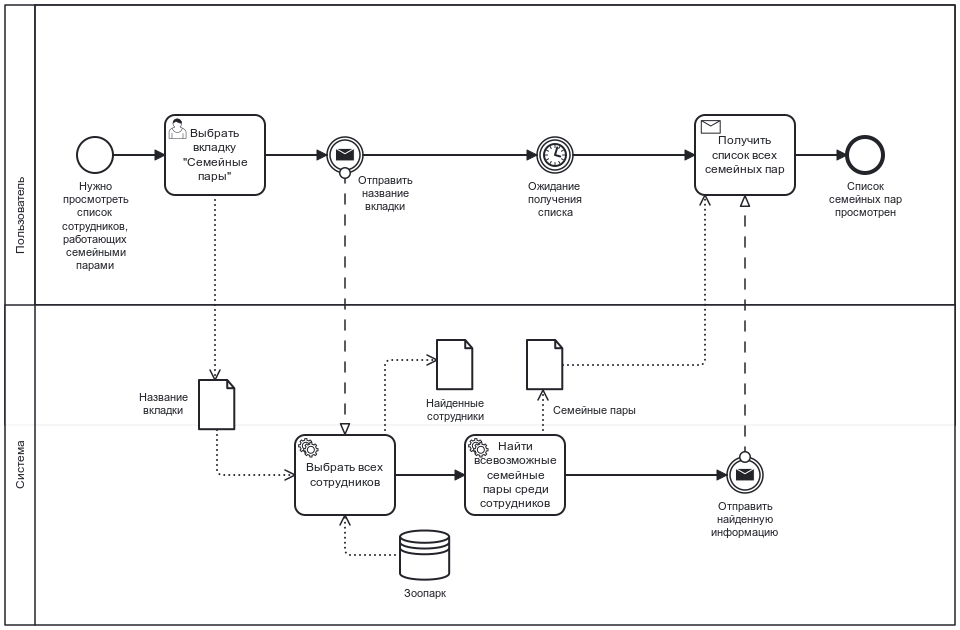 Пользователь
Выбрать
вкладку
"Семейные
пары"
Получить
список всех
семейных пар
Нужно
просмотреть
список
сотрудников,
работающих
семейными
парами
Отправить
название
вкладки
Ожидание
получения
списка
Список
семейных пар
просмотрен
Система
Название
вкладки
Найденные
сотрудники
Семейные пары
Выбрать всех
сотрудников
Найти
всевозможные
семейные
пары среди
сотрудников
Отправить
найденную
информацию
Зоопарк